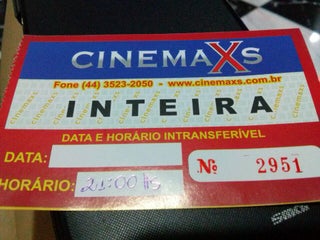 CINEMAXS
Fone (44) 3523-2050 - www.cinemaxs.com.br
INTEIRA
DATA E HORÁRIO INTRANSFERÍVEL
DATA:
Nº 2951
HORÁRIO: 21:00 Hs